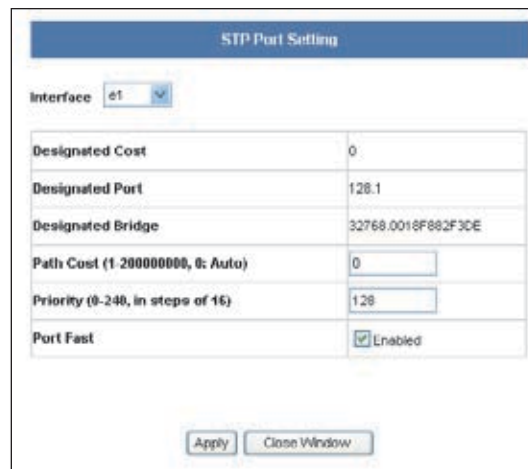 STP Port Setting
Interface e1
Designated Cost 0
Designated Port 128.1
Designated Bridge 32768.0018F882F3DE
Path Cost (1-200000000, 0: Auto) 0
Priority (0-240, in steps of 16) 128
Port Fast Enabled
Apply Close Window